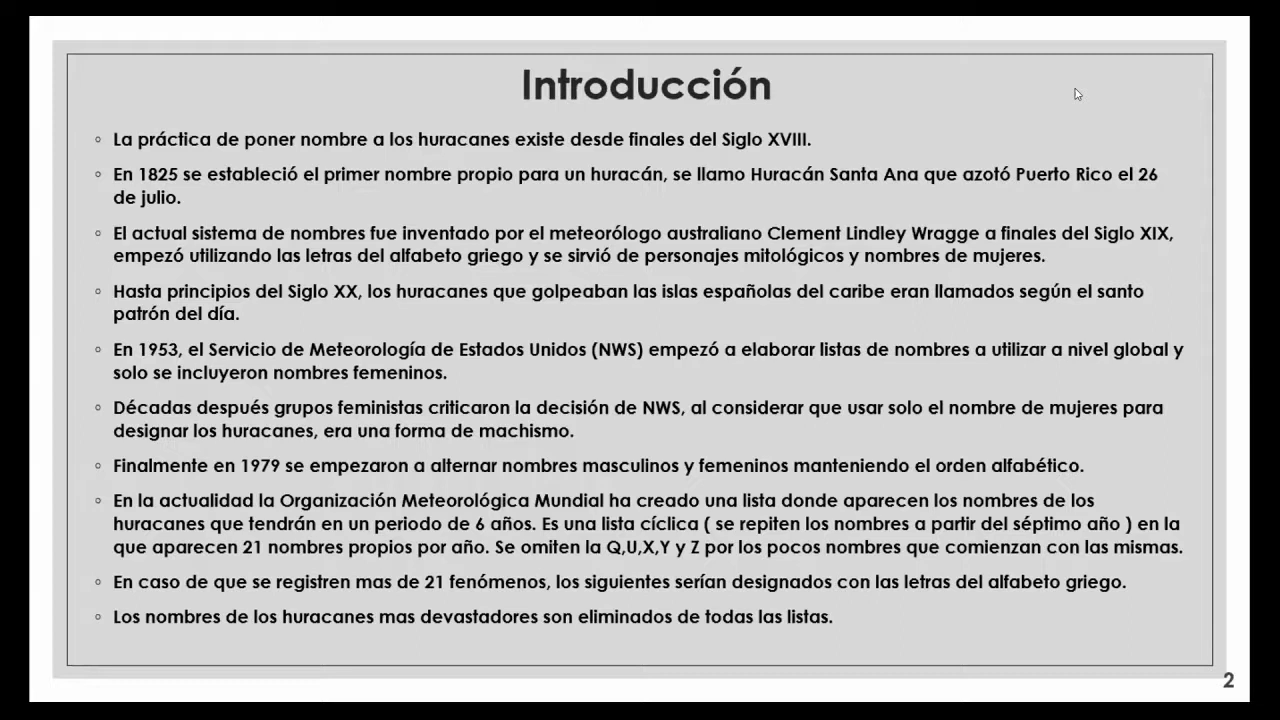 Introducción
◦ La práctica de poner nombre a los huracanes existe desde finales del Siglo XVIII.
◦ En 1825 se estableció el primer nombre propio para un huracán, se llamo Huracán Santa Ana que azotó Puerto Rico el 26
de julio.
◦ El actual sistema de nombres fue inventado por el meteorólogo australiano Clement Lindley Wragge a finales del Siglo XIX,
empezó utilizando las letras del alfabeto griego y se sirvió de personajes mitológicos y nombres de mujeres.
◦ Hasta principios del Siglo XX, los huracanes que golpeaban las islas españolas del caribe eran llamados según el santo
patrón del día.
◦ En 1953, el Servicio de Meteorología de Estados Unidos (NWS) empezó a elaborar listas de nombres a utilizar a nivel global y
solo se incluyeron nombres femeninos.
◦ Décadas después grupos feministas criticaron la decisión de NWS, al considerar que usar solo el nombre de mujeres para
designar los huracanes, era una forma de machismo.
◦ Finalmente en 1979 se empezaron a alternar nombres masculinos y femeninos manteniendo el orden alfabético.
◦ En la actualidad la Organización Meteorológica Mundial ha creado una lista donde aparecen los nombres de los
huracanes que tendrán en un periodo de 6 años. Es una lista cíclica ( se repiten los nombres a partir del séptimo año ) en la
que aparecen 21 nombres propios por año. Se omiten la Q,U,X,Y y Z por los pocos nombres que comienzan con las mismas.
◦ En caso de que se registren mas de 21 fenómenos, los siguientes serían designados con las letras del alfabeto griego.
◦ Los nombres de los huracanes mas devastadores son eliminados de todas las listas.
2